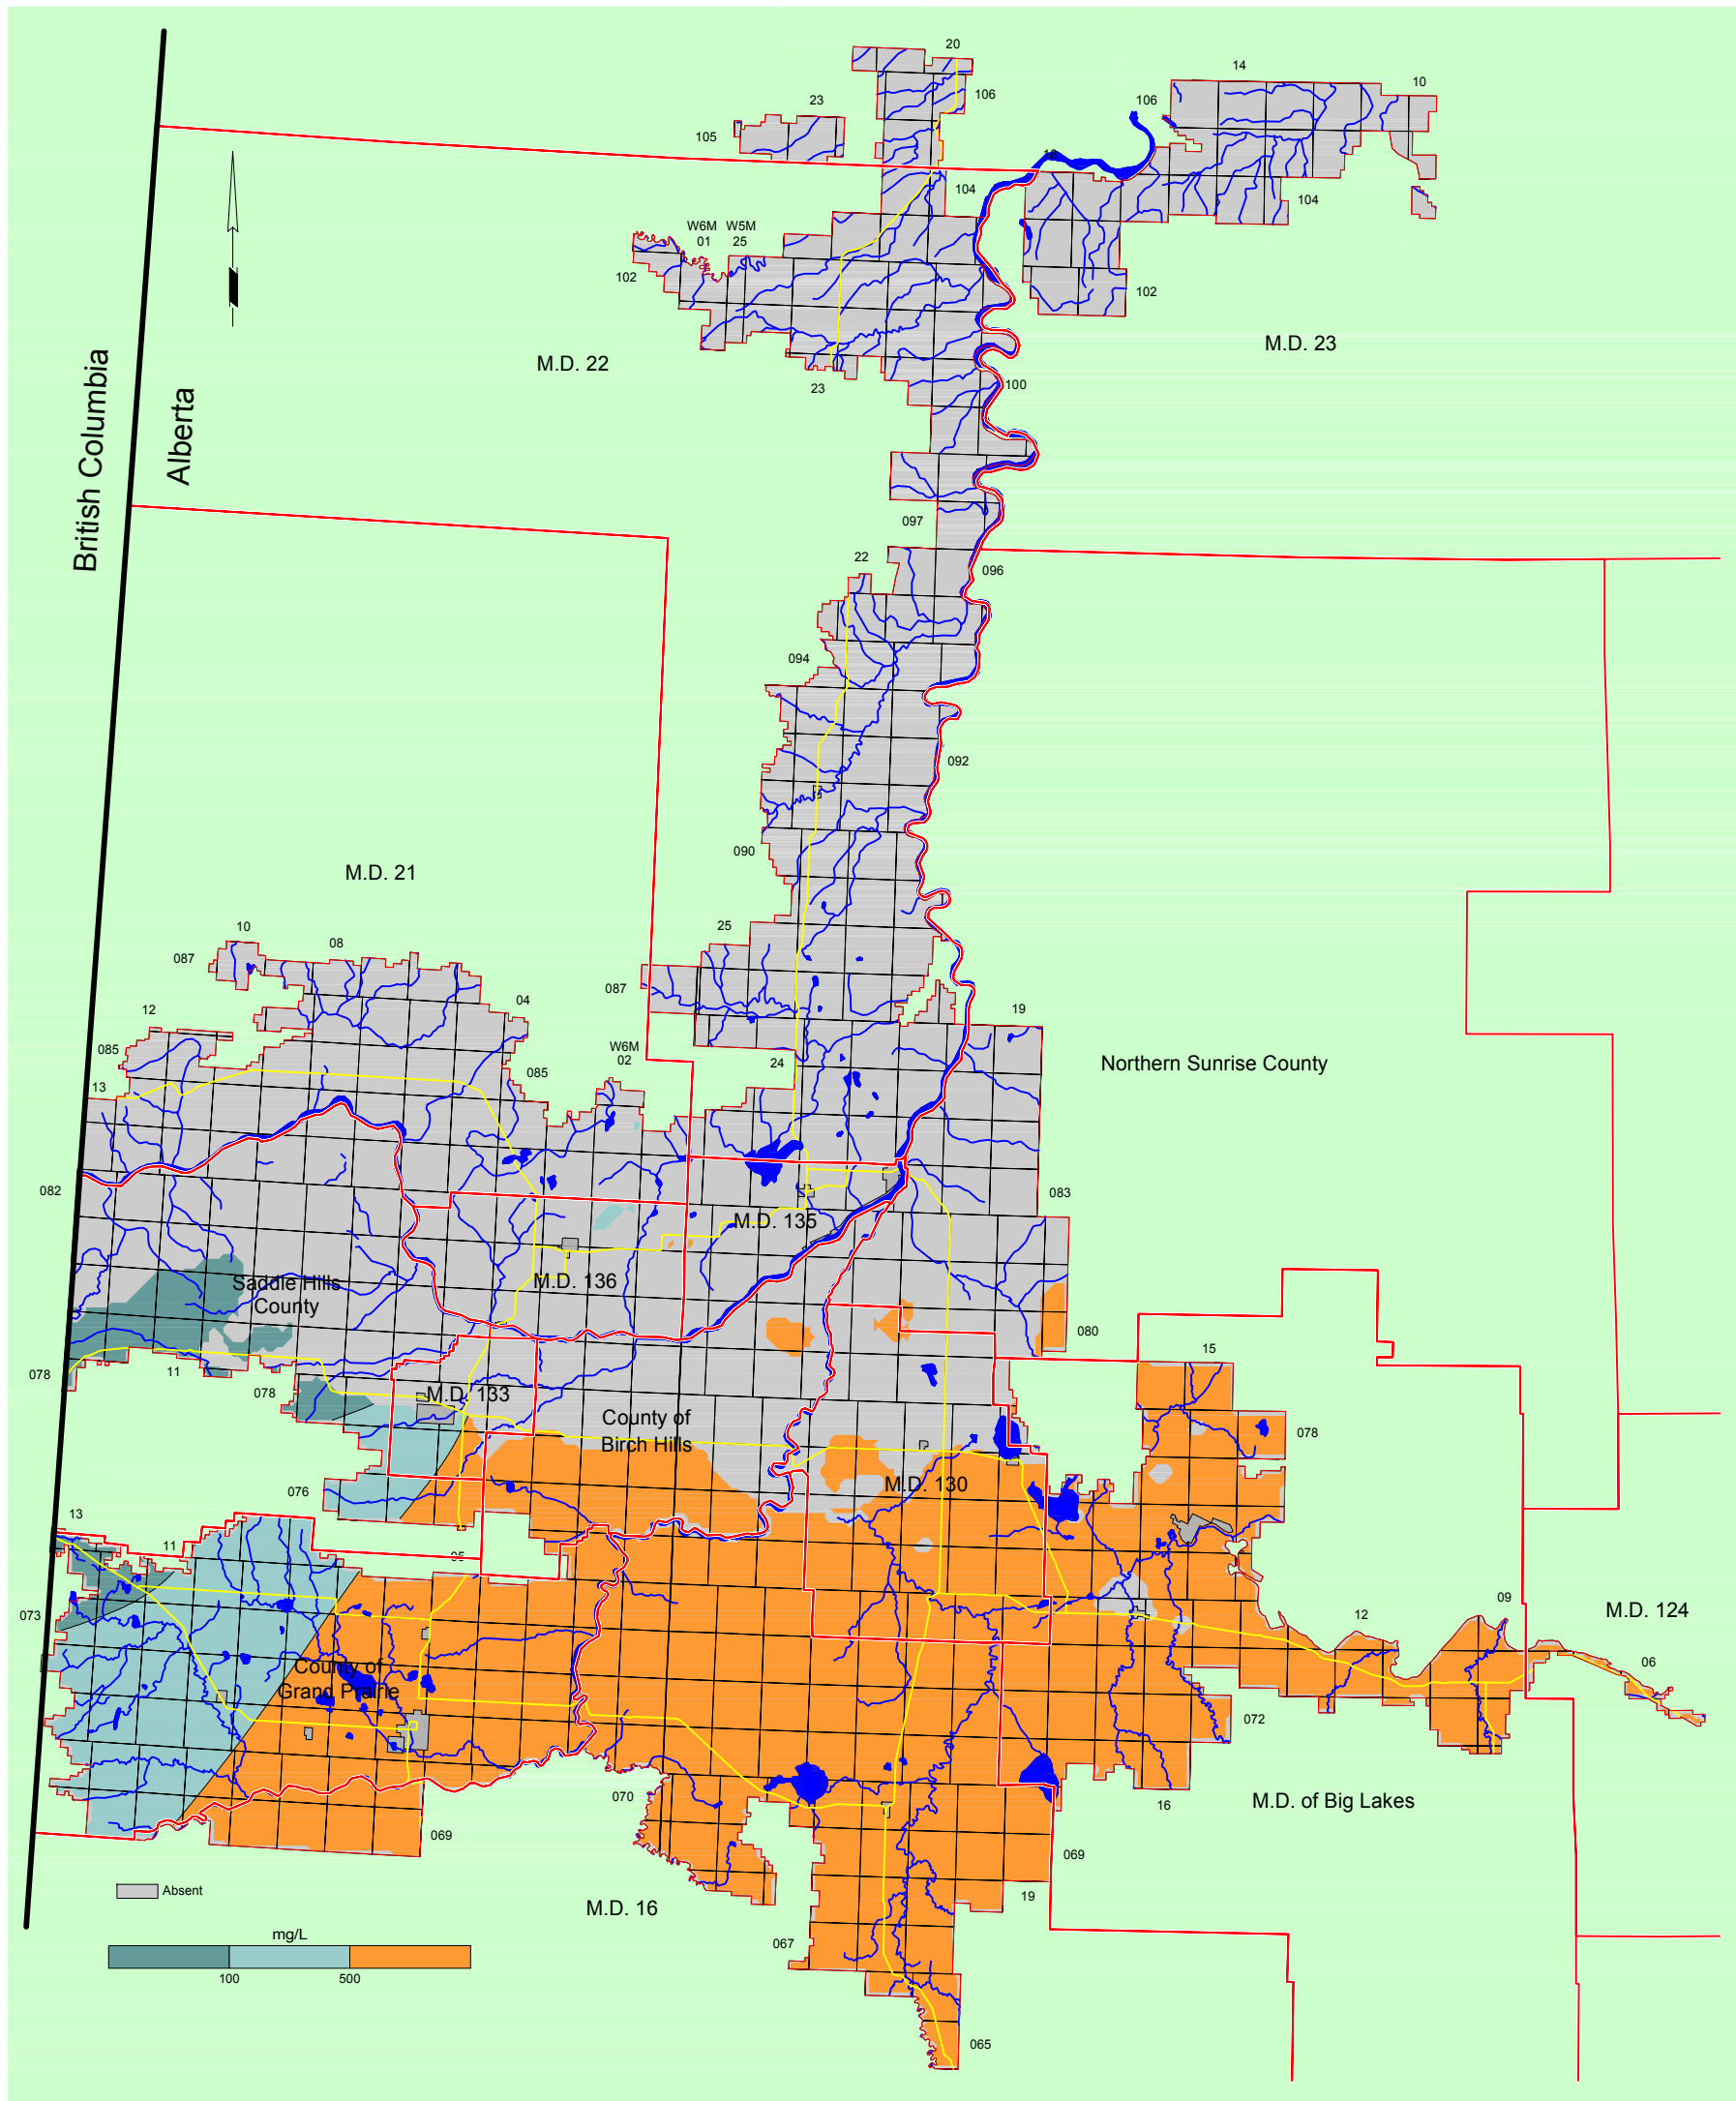 20
14
10
23
106
106
105
18
104
104
W6M W5M
01 25
102
102
M.D. 23
M.D. 22
23
100
British Columbia
Alberta
097
22
096
094
092
090
M.D. 21
10
08
25
087
087
04
12
19
W6M
02
085
085
24
Northern Sunrise County
13
082
083
M.D. 135
M.D. 136
Saddle Hills
County
080
15
078
11
078
M.D. 133
County of
Birch Hills
078
M.D. 130
076
13
11
05
073
12
09
M.D. 124
06
County of
Grand Prairie
072
070
16
M.D. of Big Lakes
069
069
Absent
19
M.D. 16
mg/L
067
100
500
065